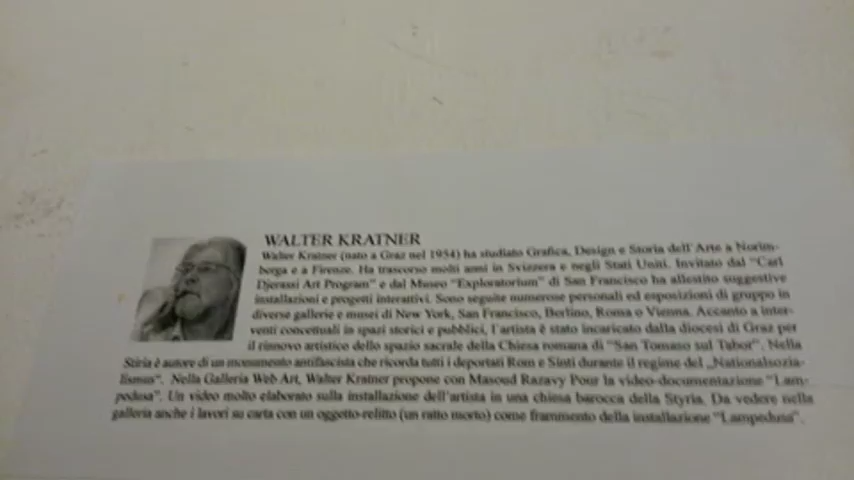 WALTER KRATNER
Walter Kratner (nato a Graz nel 1954) ha studiato Grafica, Design e Storia dell'Arte a Norim-
berga e a Firenze. Ha trascorso molti anni in Svizzera e negli Stati Uniti. Invitato dal "Carl
Djerassi Art Program" e dal Museo "Exploratorium" di San Francisco ha allestito suggestive
installazioni e progetti interattivi. Sono seguite numerose personali ed esposizioni di gruppo in
diverse gallerie e musei di New York, San Francisco, Berlino, Roma o Vienna. Accanto a inter-
venti concettuali in spazi storici e pubblici, l'artista è stato incaricato dalla diocesi di Graz per
il rinnovo artistico dello spazio sacrale della Chiesa romana di "San Tomaso sul Tabot". Nella
Stiria è autore di un monumento antifascista che ricorda tutti i deportati Rom e Sinti durante il regime del „Nationalsozia-
lismus". Nella Galleria Web Art, Walter Kratner propone con Masoud Razavy Pour la video-documentazione "Lam-
pedusa". Un video molto elaborato sulla installazione dell'artista in una chiesa barocca della Styria. Da vedere nella
galleria anche i lavori su carta con un oggetto-relitto (un ratto morto) come frammento della installazione "Lampedusa".